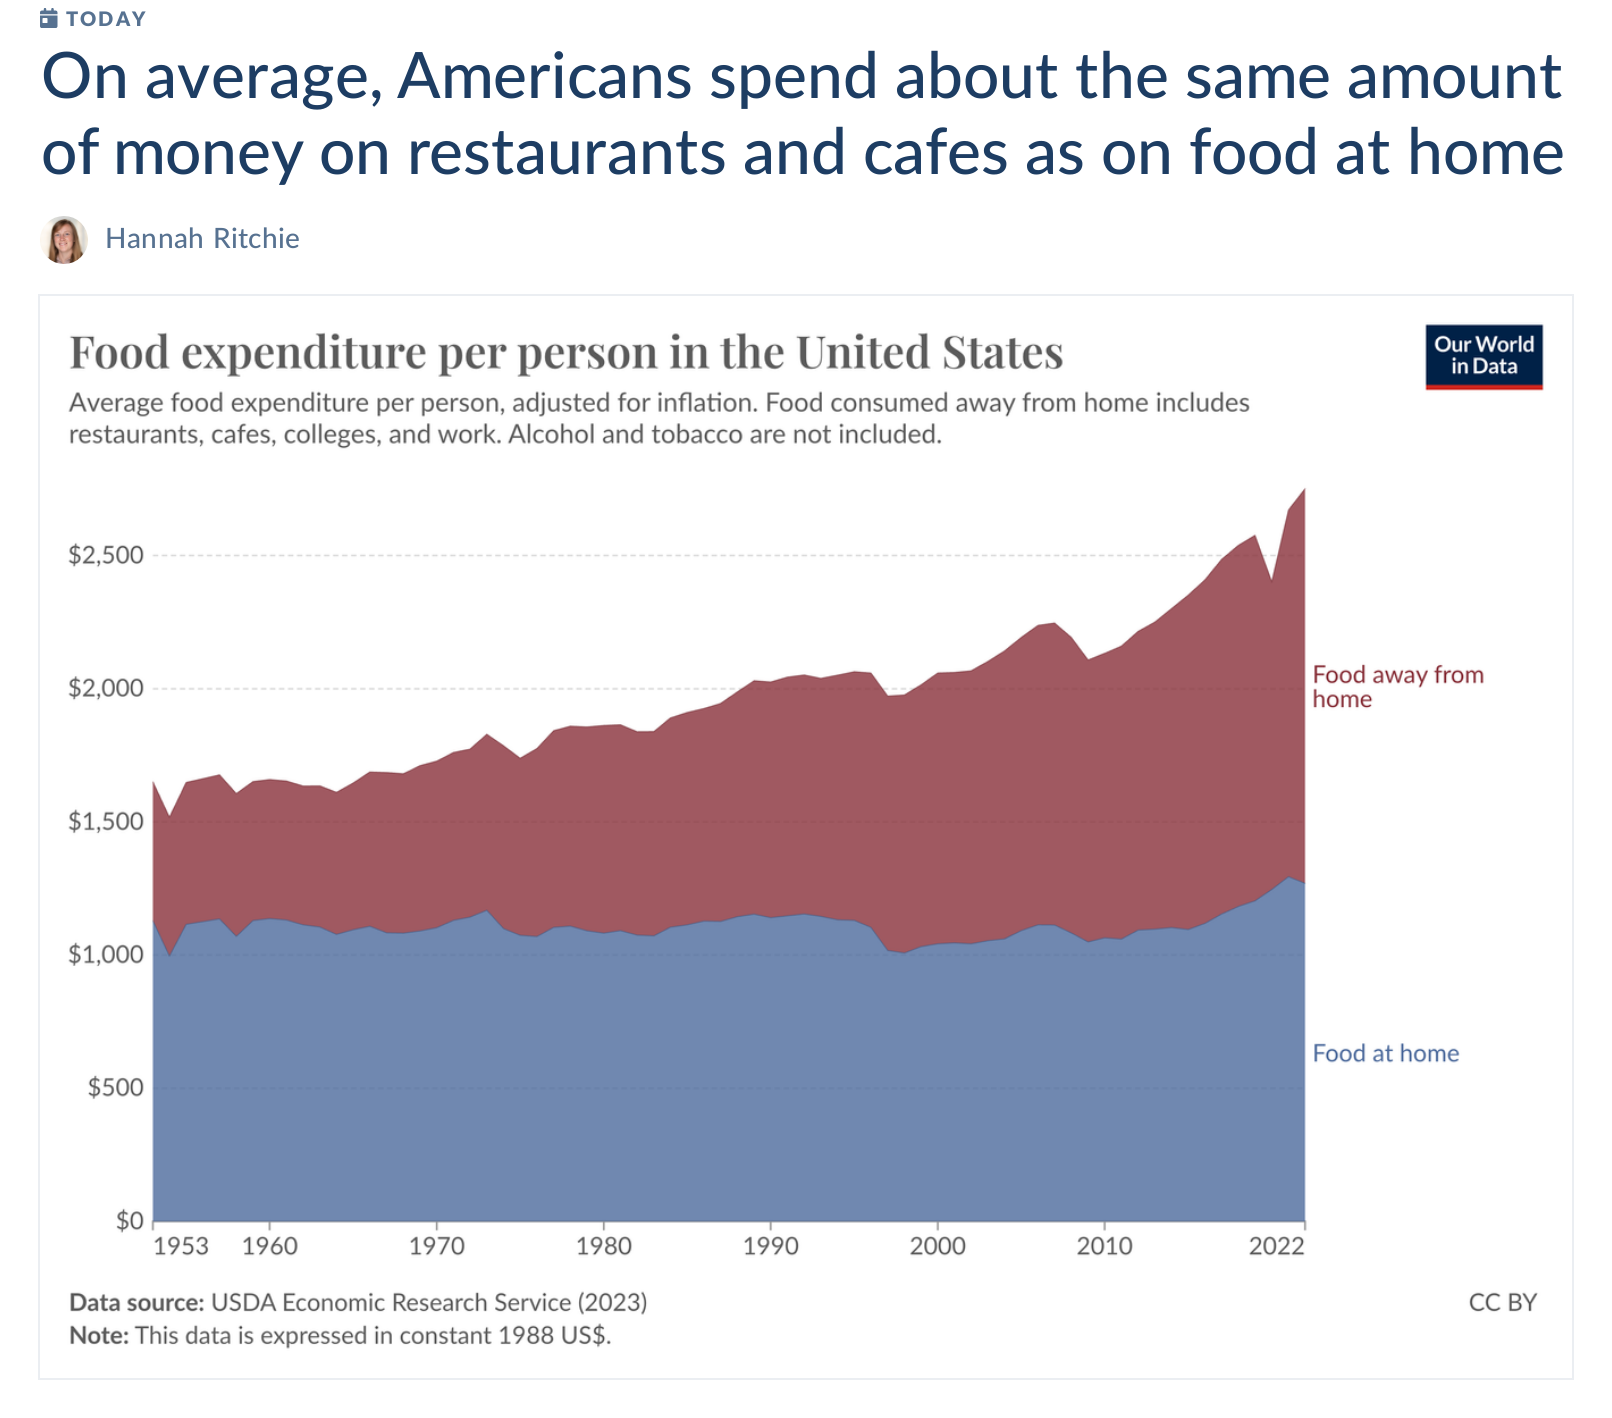 TODAY
On average, Americans spend about the same amount
of money on restaurants and cafes as on food at home
Hannah Ritchie
Food expenditure per person in the United States
Our World
in Data
Average food expenditure per person, adjusted for inflation. Food consumed away from home includes
restaurants, cafes, colleges, and work. Alcohol and tobacco are not included.
$2,500
$2,000
$1,500
$1,000
$500
$0
Food away from
home
Food at home
1953 1960 1970 1980 1990 2000 2010 2022
Data source: USDA Economic Research Service (2023)
CC BY
Note: This data is expressed in constant 1988 US$.